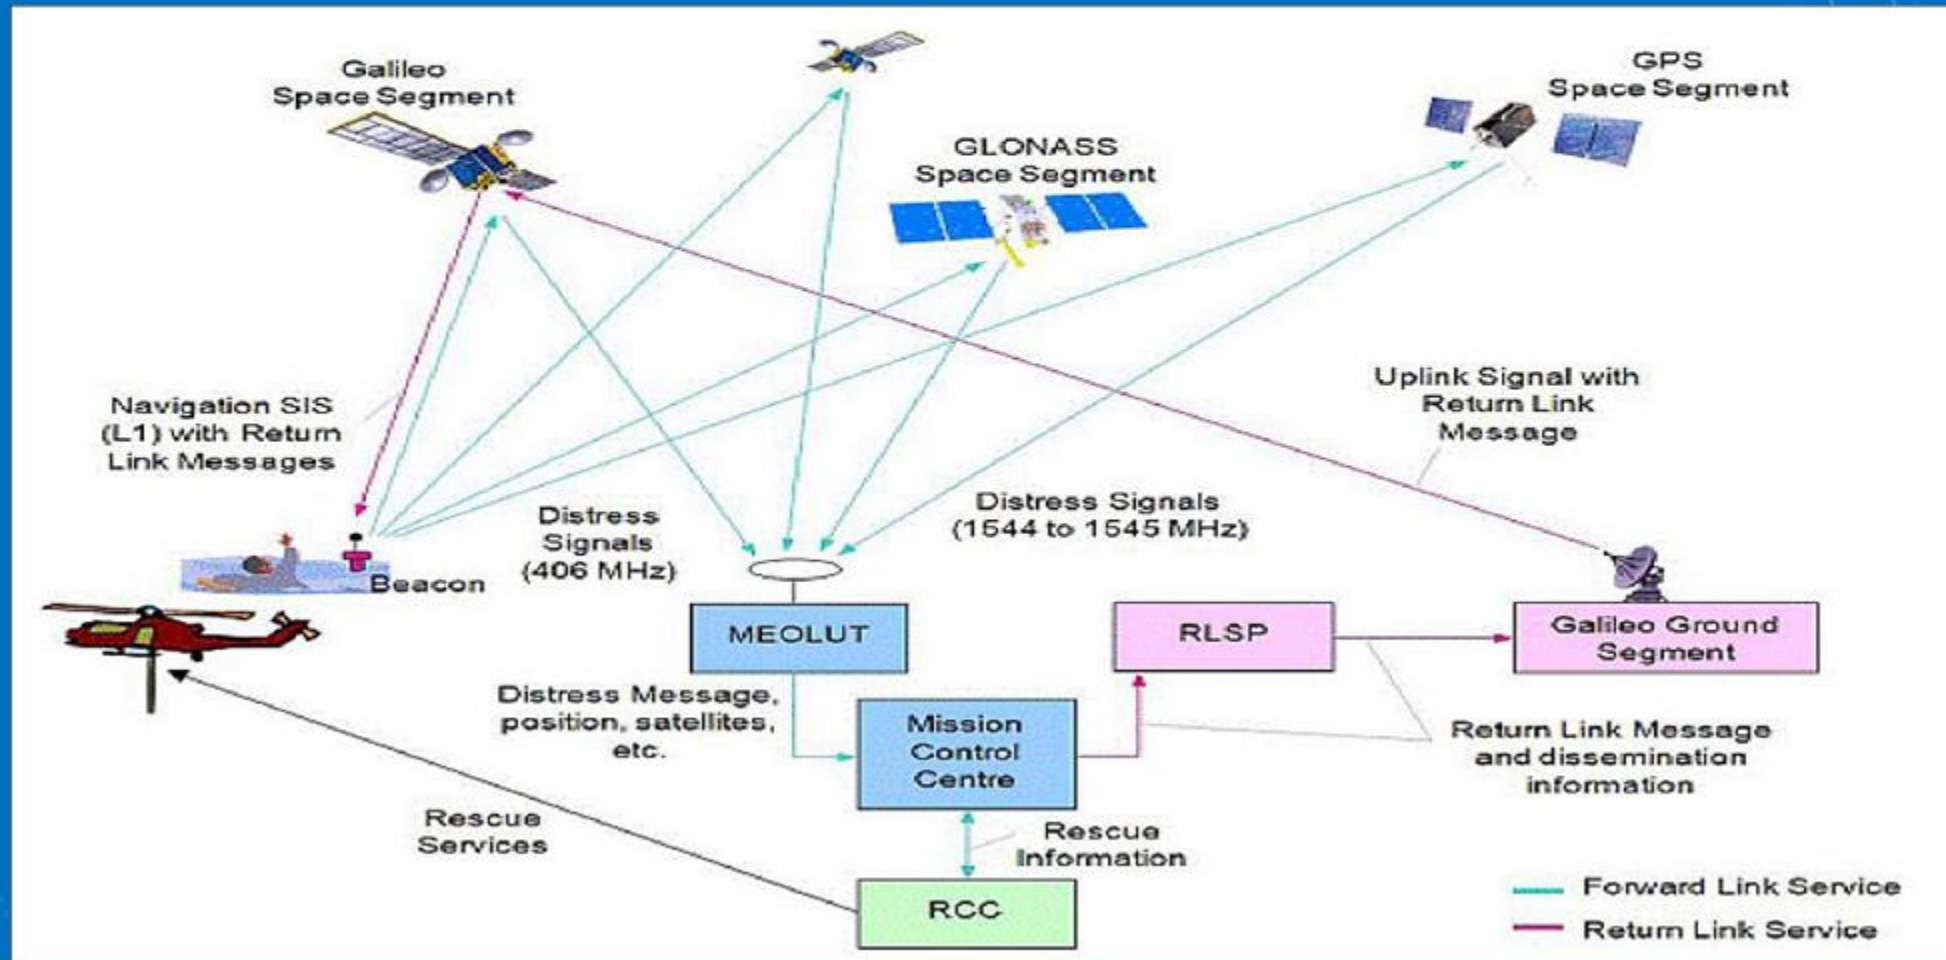 Galileo
Space Segment
GPS
Space Segment
GLONASS
Space Segment
Uplink Signal with
Return Link
Message
Navigation SIS
(L1) with Return
Link Messages
Distress
Signals
(406 MHz)
Distress Signals
(1544 to 1545 MHz)
Beacon
MEOLUT
RLSP
Galileo Ground
Segment
Distress Message,
position, satellites,
etc.
Mission
Control
Centre
Return Link Message
and dissemination
information
Rescue
Services
Rescue
Information
RCC
Forward Link Service
Return Link Service